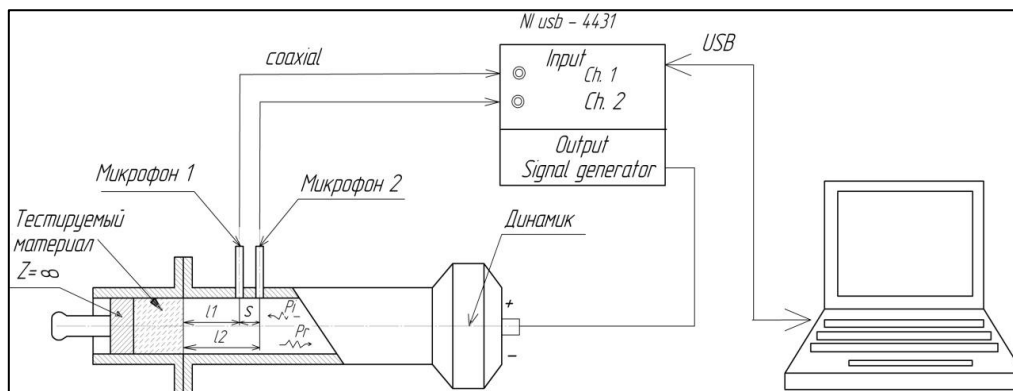 NI usb - 4431
coaxial
USB
Input
Ch. 1
Ch. 2
Output
Signal generator
Микрофон 1
Микрофон 2
Тестируемый
материал
Z=∞
Динамик
l1
s
Pi
l2
Pr
+
-